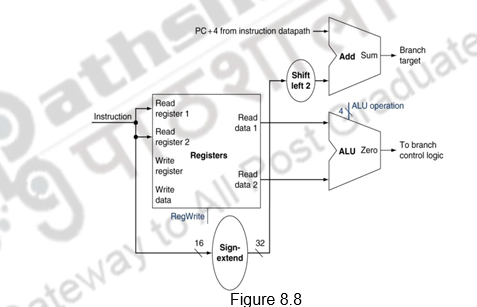 PC+4 from instruction datapath
Add Sum
Branch
target
Shift
left 2
4
ALU operation
Instruction
Read
register 1
Read
register 2
Write
register
Write
data
Registers
Read
data 1
Read
data 2
ALU Zero
To branch
control logic
RegWrite
16
Sign-
extend
32
Figure 8.8
पाठशाला
Gateway to All Post Graduate